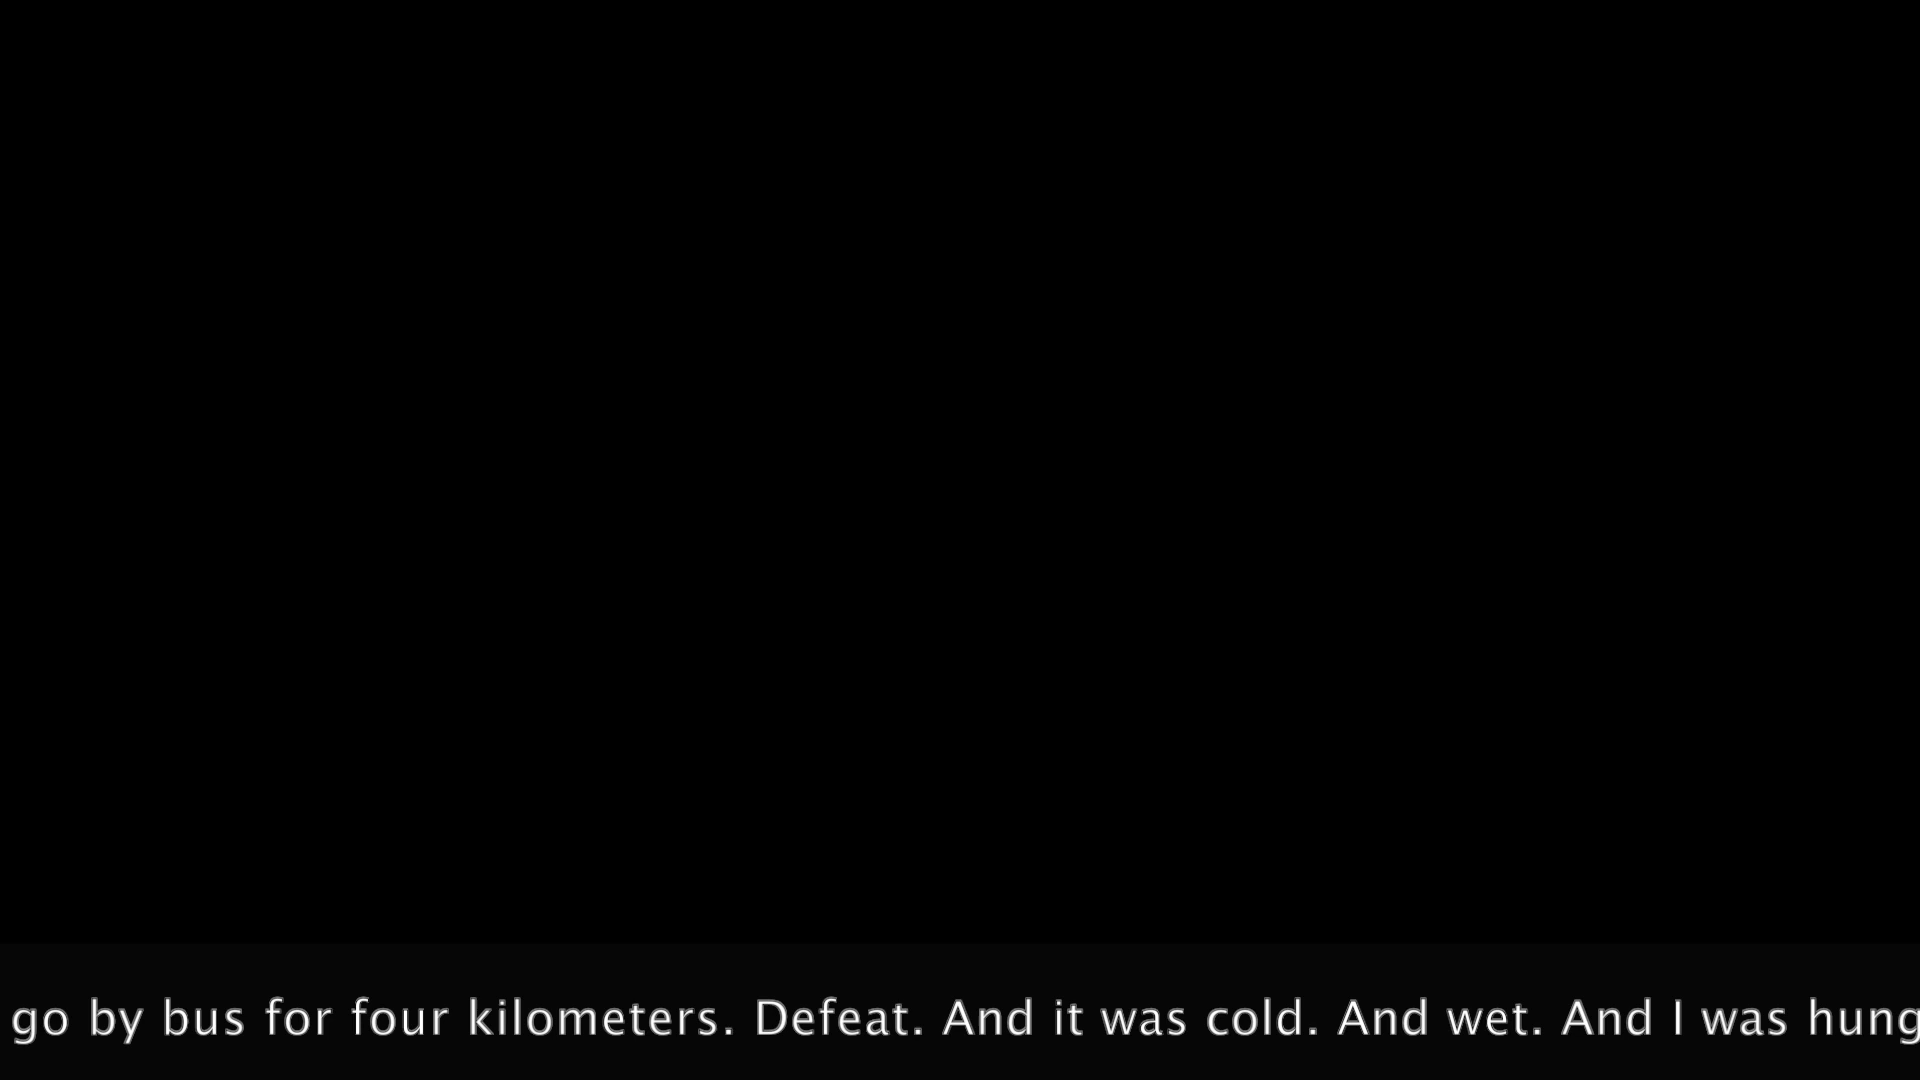 go by bus for four kilometers. Defeat. And it was cold. And wet. And I was hung